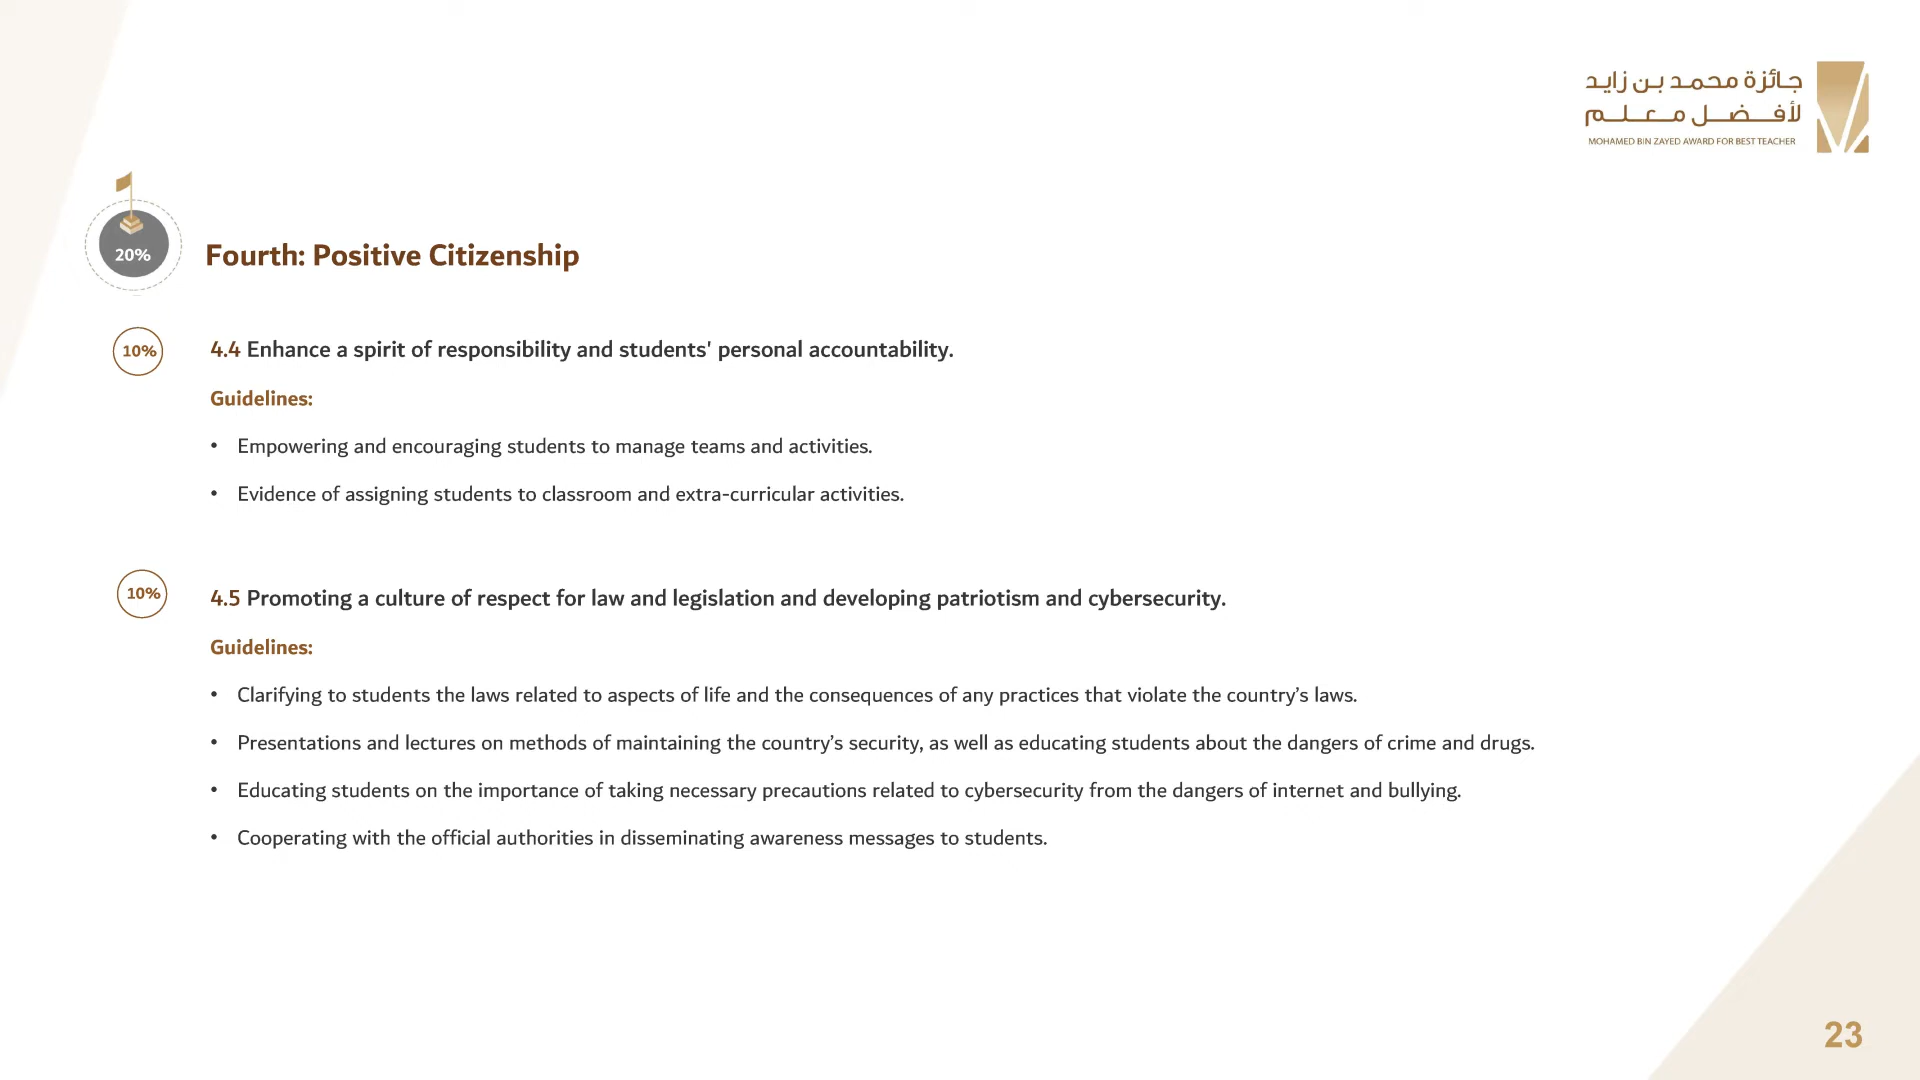 جائزة محمد بن زايد
لأفضل معلم
MOHAMED BIN ZAYED AWARD FOR BEST TEACHER
20%
Fourth: Positive Citizenship
10%
4.4 Enhance a spirit of responsibility and students' personal accountability.
Guidelines:
• Empowering and encouraging students to manage teams and activities.
• Evidence of assigning students to classroom and extra-curricular activities.
10%
4.5 Promoting a culture of respect for law and legislation and developing patriotism and cybersecurity.
Guidelines:
• Clarifying to students the laws related to aspects of life and the consequences of any practices that violate the country’s laws.
• Presentations and lectures on methods of maintaining the country’s security, as well as educating students about the dangers of crime and drugs.
• Educating students on the importance of taking necessary precautions related to cybersecurity from the dangers of internet and bullying.
• Cooperating with the official authorities in disseminating awareness messages to students.
23